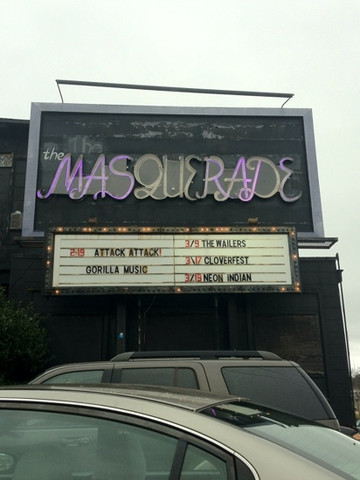 the
The
MASQUERADE
2/19 ATTACK ATTACK!
GORILLA MUSIC
3/9 THE WAILERS
3\17 CLOVERFEST
3/19 NEON INDIAN